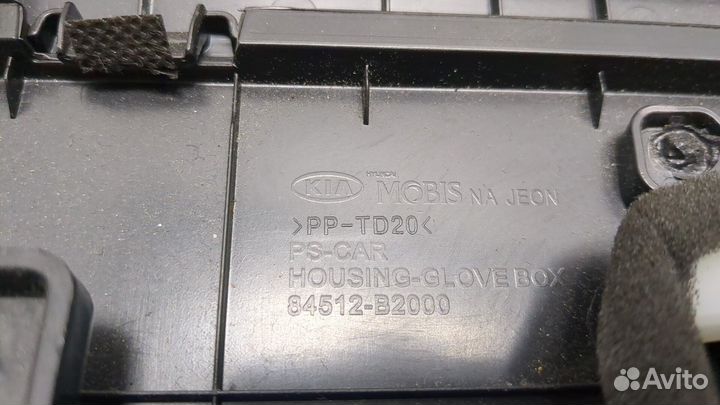 KIA HYUNDAI MOBIS NA JEON
>PP-TD20<
PS-CAR
HOUSING-GLOVE BOX
84512-B2000
Avito